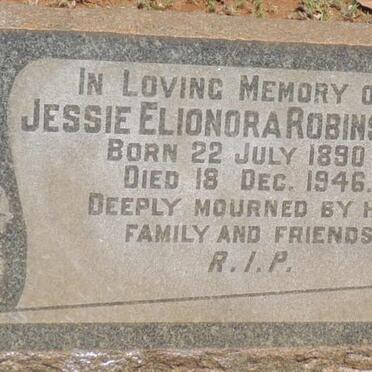 IN LOVING MEMORY O
JESSIE ELIONORA ROBINS
BORN 22 JULY 1890
DIED 18 DEC. 1946.
DEEPLY MOURNED BY H
FAMILY AND FRIENDS
R.I.P.